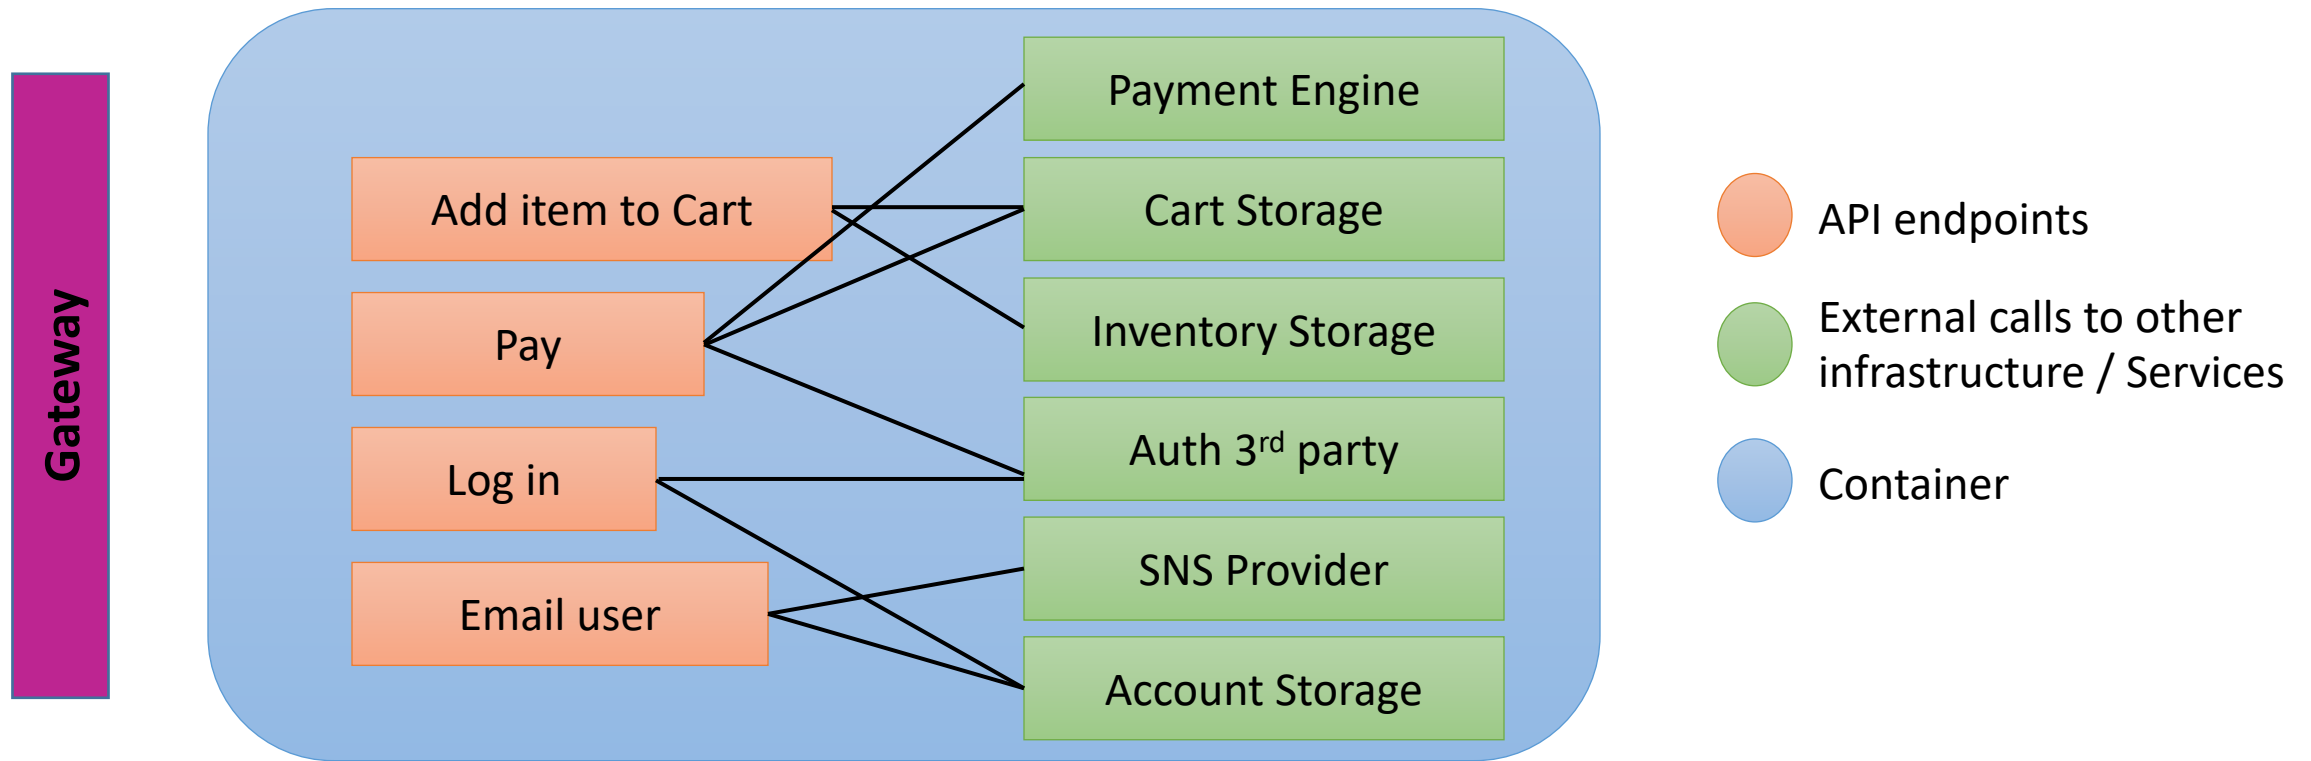 Gateway
Add item to Cart
Pay
Log in
Email user
Payment Engine
Cart Storage
Inventory Storage
Auth 3rd party
SNS Provider
Account Storage
API endpoints
External calls to other
infrastructure / Services
Container